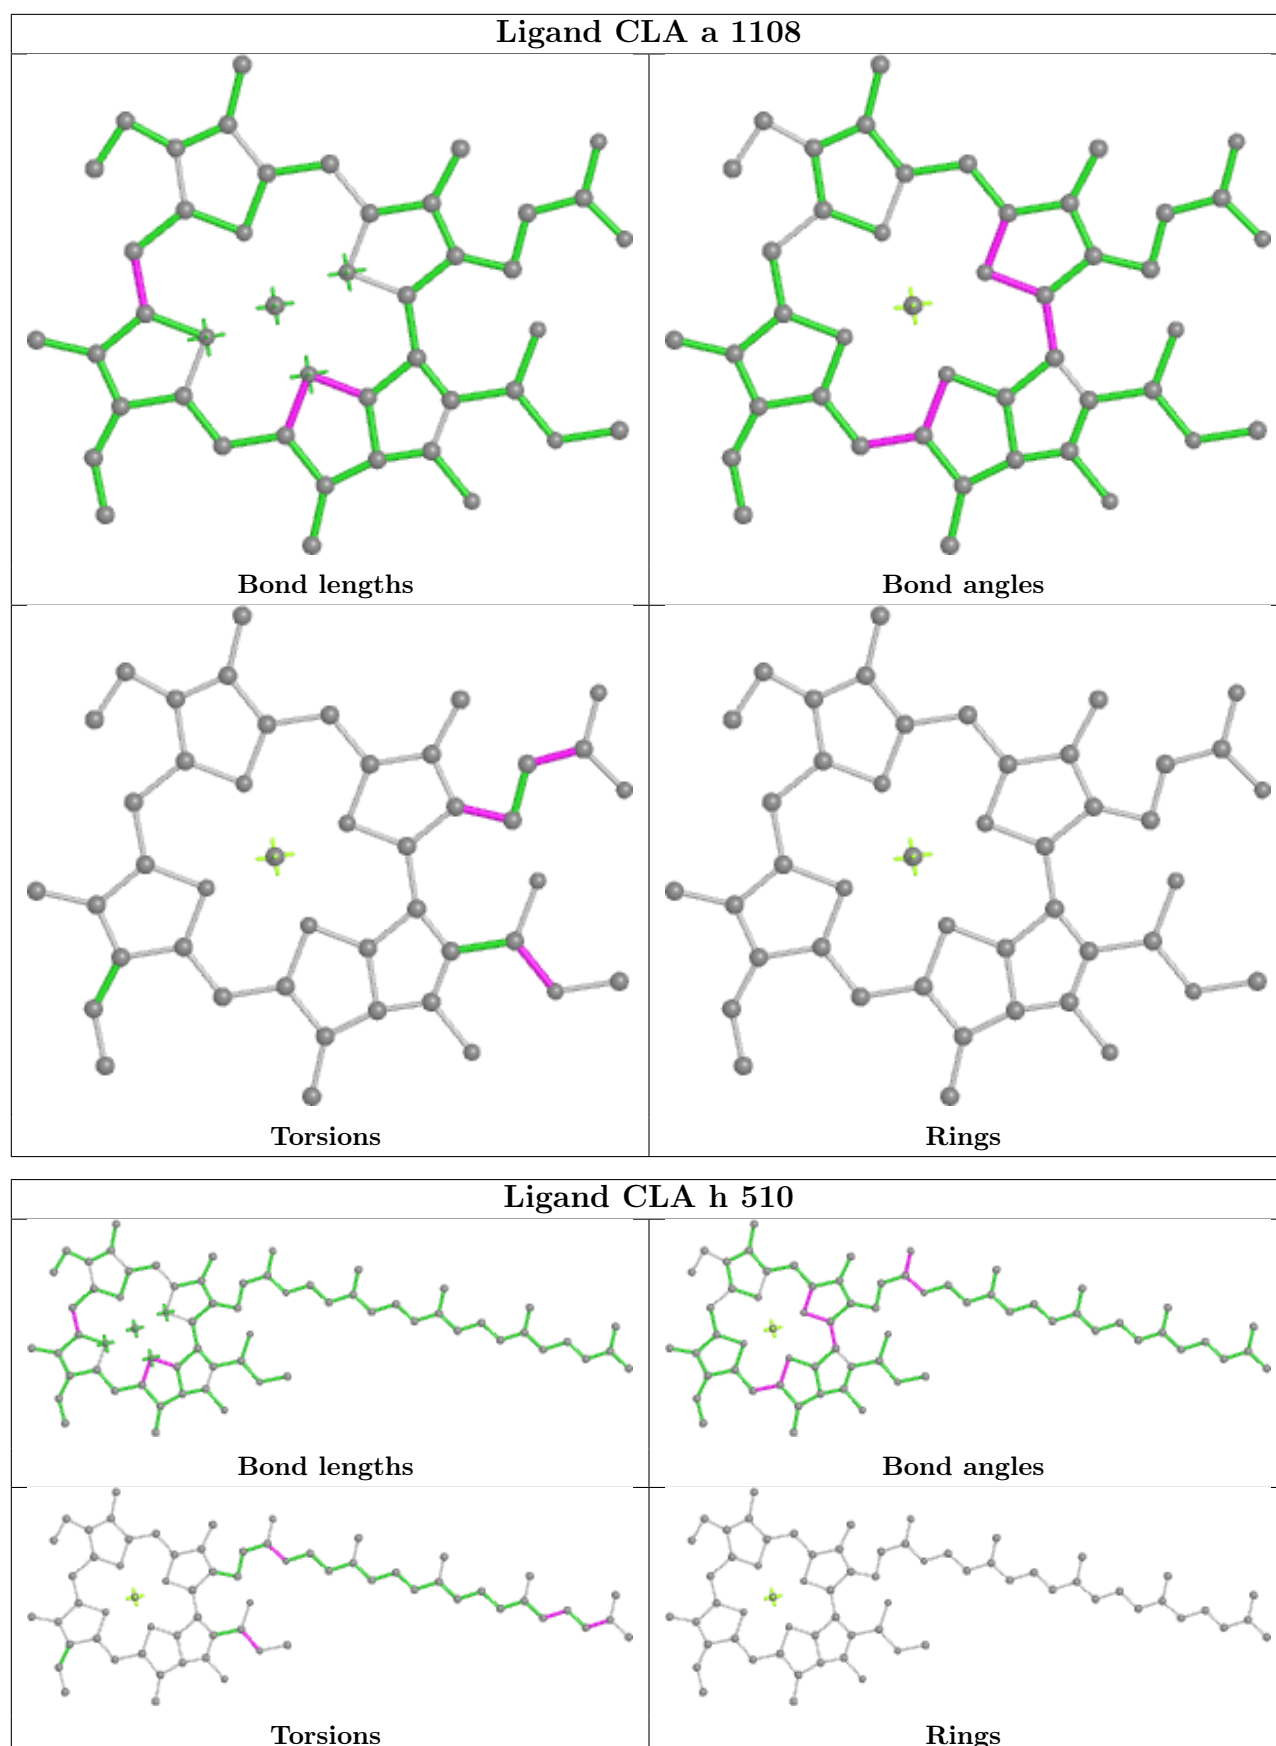 Ligand CLA a 1108
Bond lengths
Bond angles
Torsions
Rings
Ligand CLA h 510
Bond lengths
Bond angles
Torsions
Rings